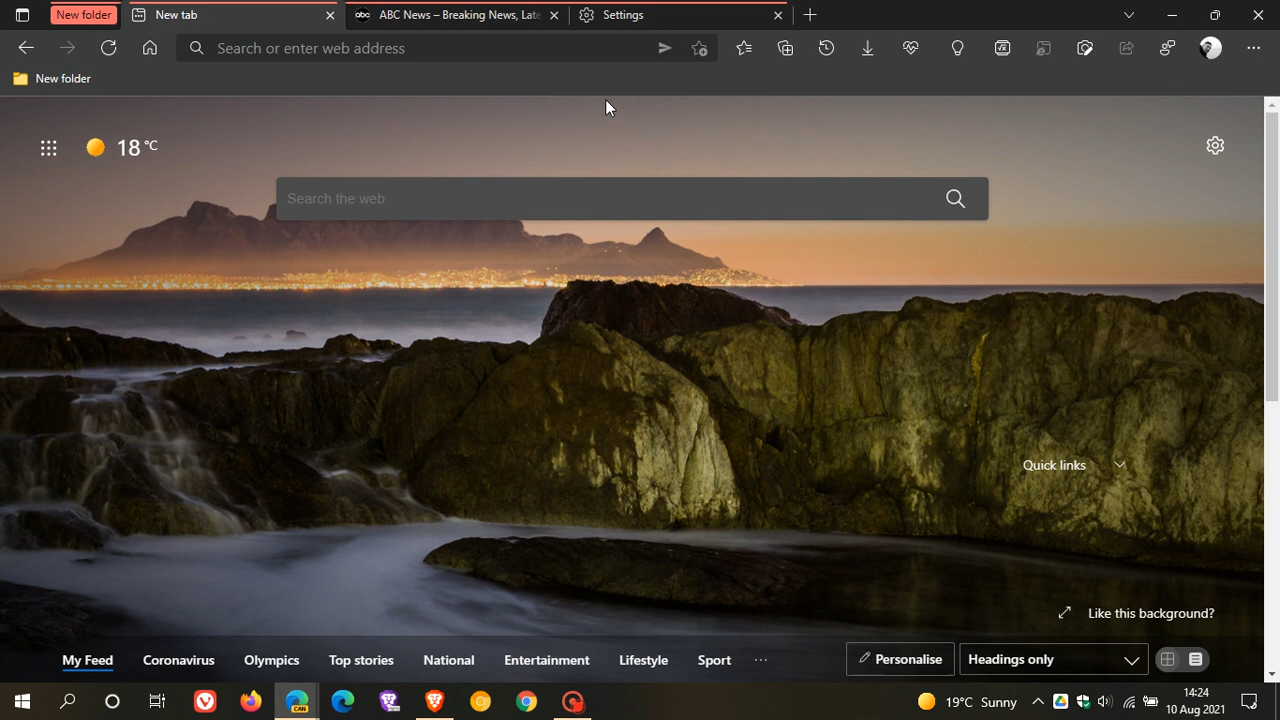 New folder
New tab
abc ABC News – Breaking News, Late
Settings
Search or enter web address
New folder
18 °C
Search the web
Quick links
Like this background?
My Feed
Coronavirus
Olympics
Top stories
National
Entertainment
Lifestyle
Sport
...
Personalise
Headings only
CAN
19°C Sunny
14:24
10 Aug 2021